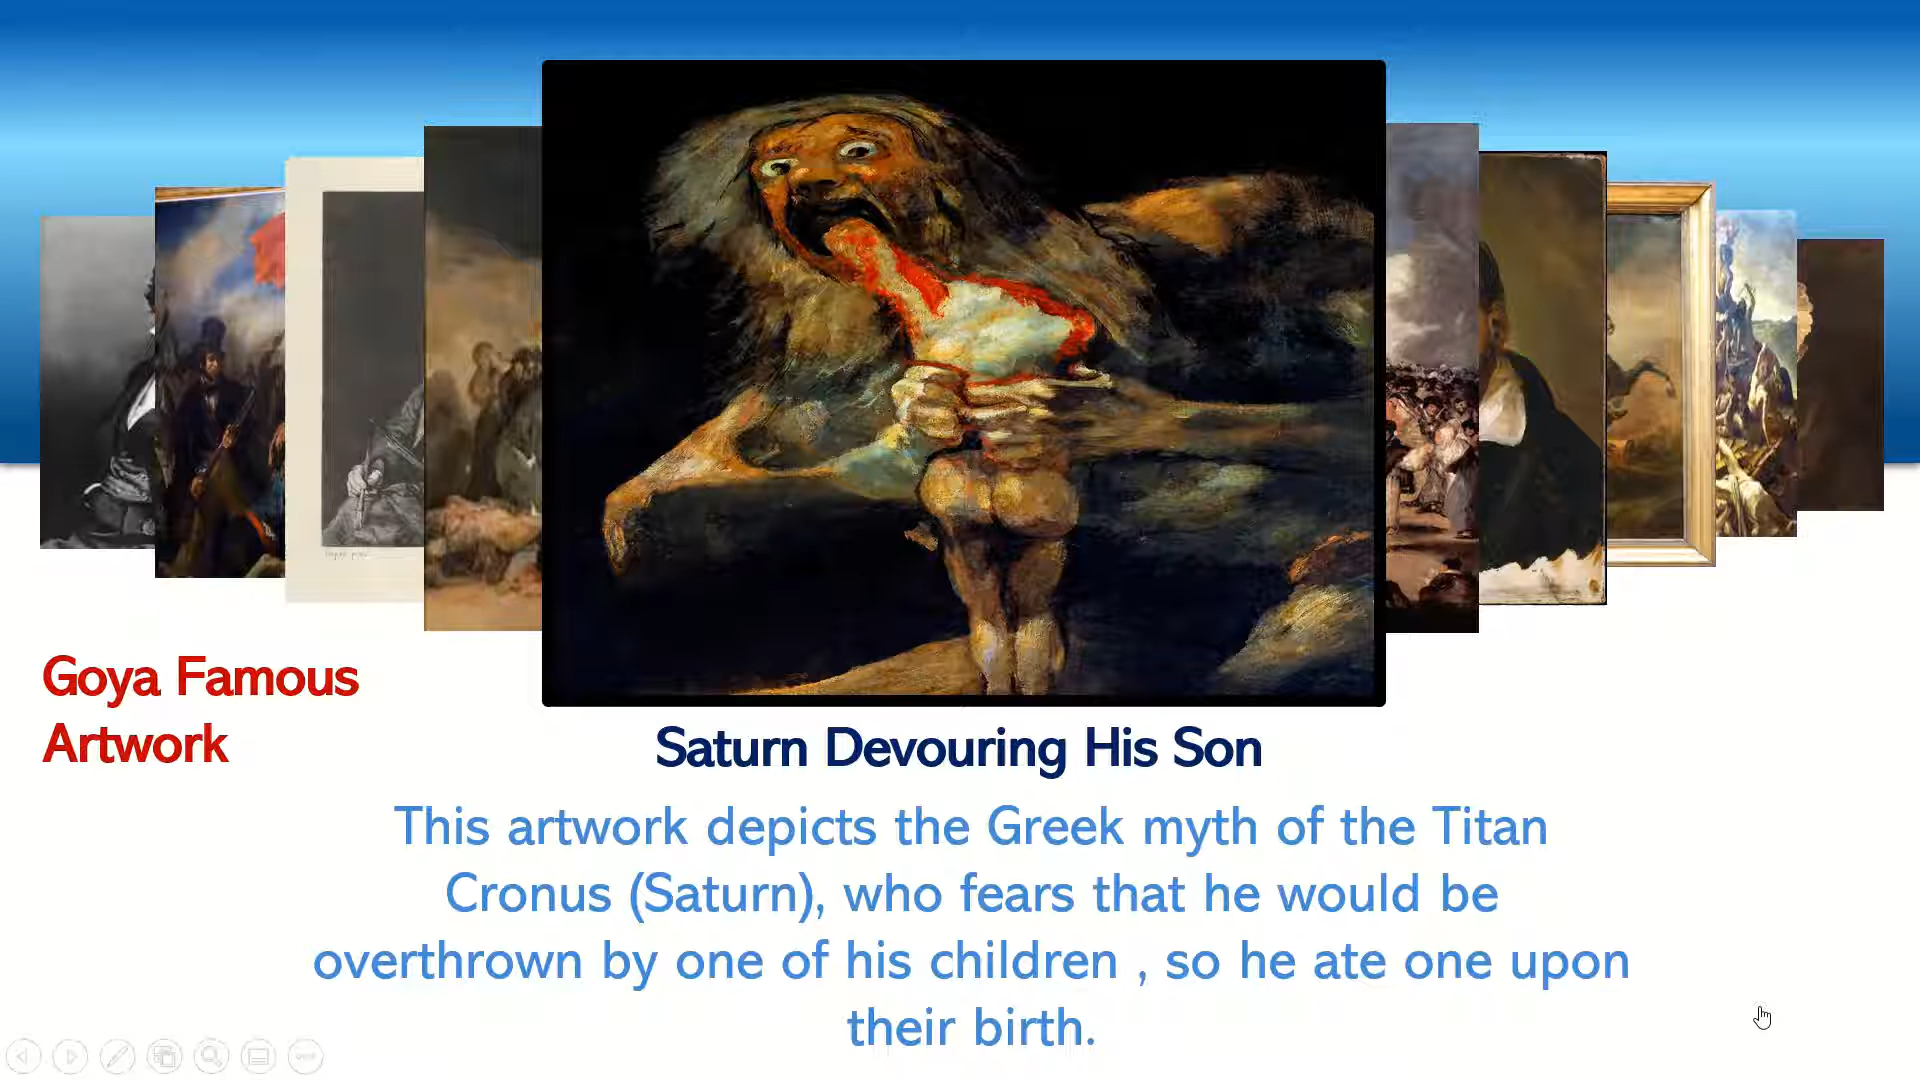 Goya Famous
Artwork
Saturn Devouring His Son
This artwork depicts the Greek myth of the Titan
Cronus (Saturn), who fears that he would be
overthrown by one of his children , so he ate one upon
their birth.